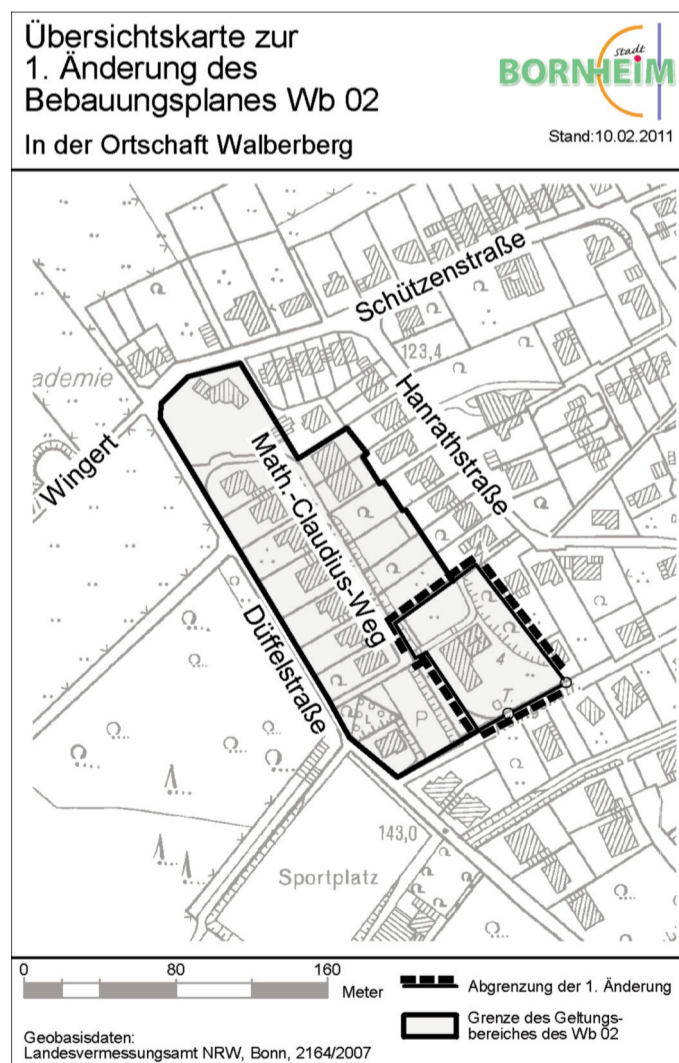 Übersichtskarte zur
1. Änderung des
Bebauungsplanes Wb 02
In der Ortschaft Walberberg
stadt
BORNHEIM
Stand:10.02.2011
Schützenstraße
123,4
ademie
Hanrathstraße
Wingert
Math.-Claudius-Weg
Düffelstraße
4
T.
P
143,0
Sportplatz
0 80 160
Meter
Abgrenzung der 1. Änderung
Grenze des Geltungs-
bereiches des Wb 02
Geobasisdaten:
Landesvermessungsamt NRW, Bonn, 2164/2007